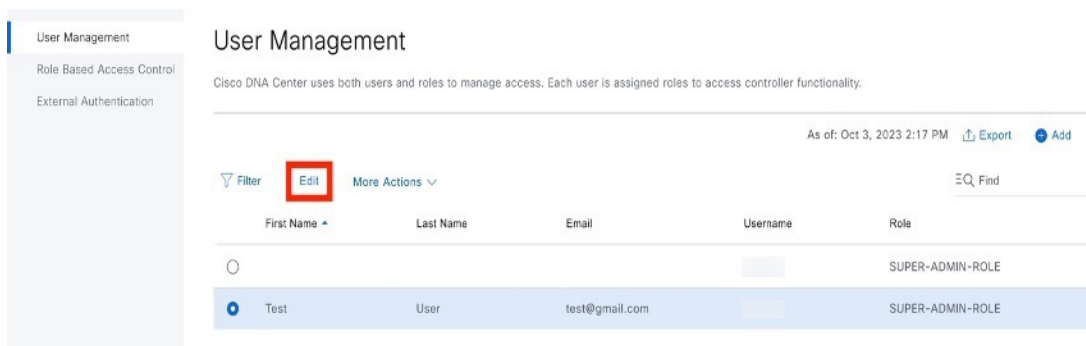 User Management
Role Based Access Control
External Authentication
User Management
Cisco DNA Center uses both users and roles to manage access. Each user is assigned roles to access controller functionality.
As of: Oct 3, 2023 2:17 PM Export Add
Filter Edit More Actions Find
First Name Last Name Email Username Role
SUPER-ADMIN-ROLE
Test User test@gmail.com SUPER-ADMIN-ROLE